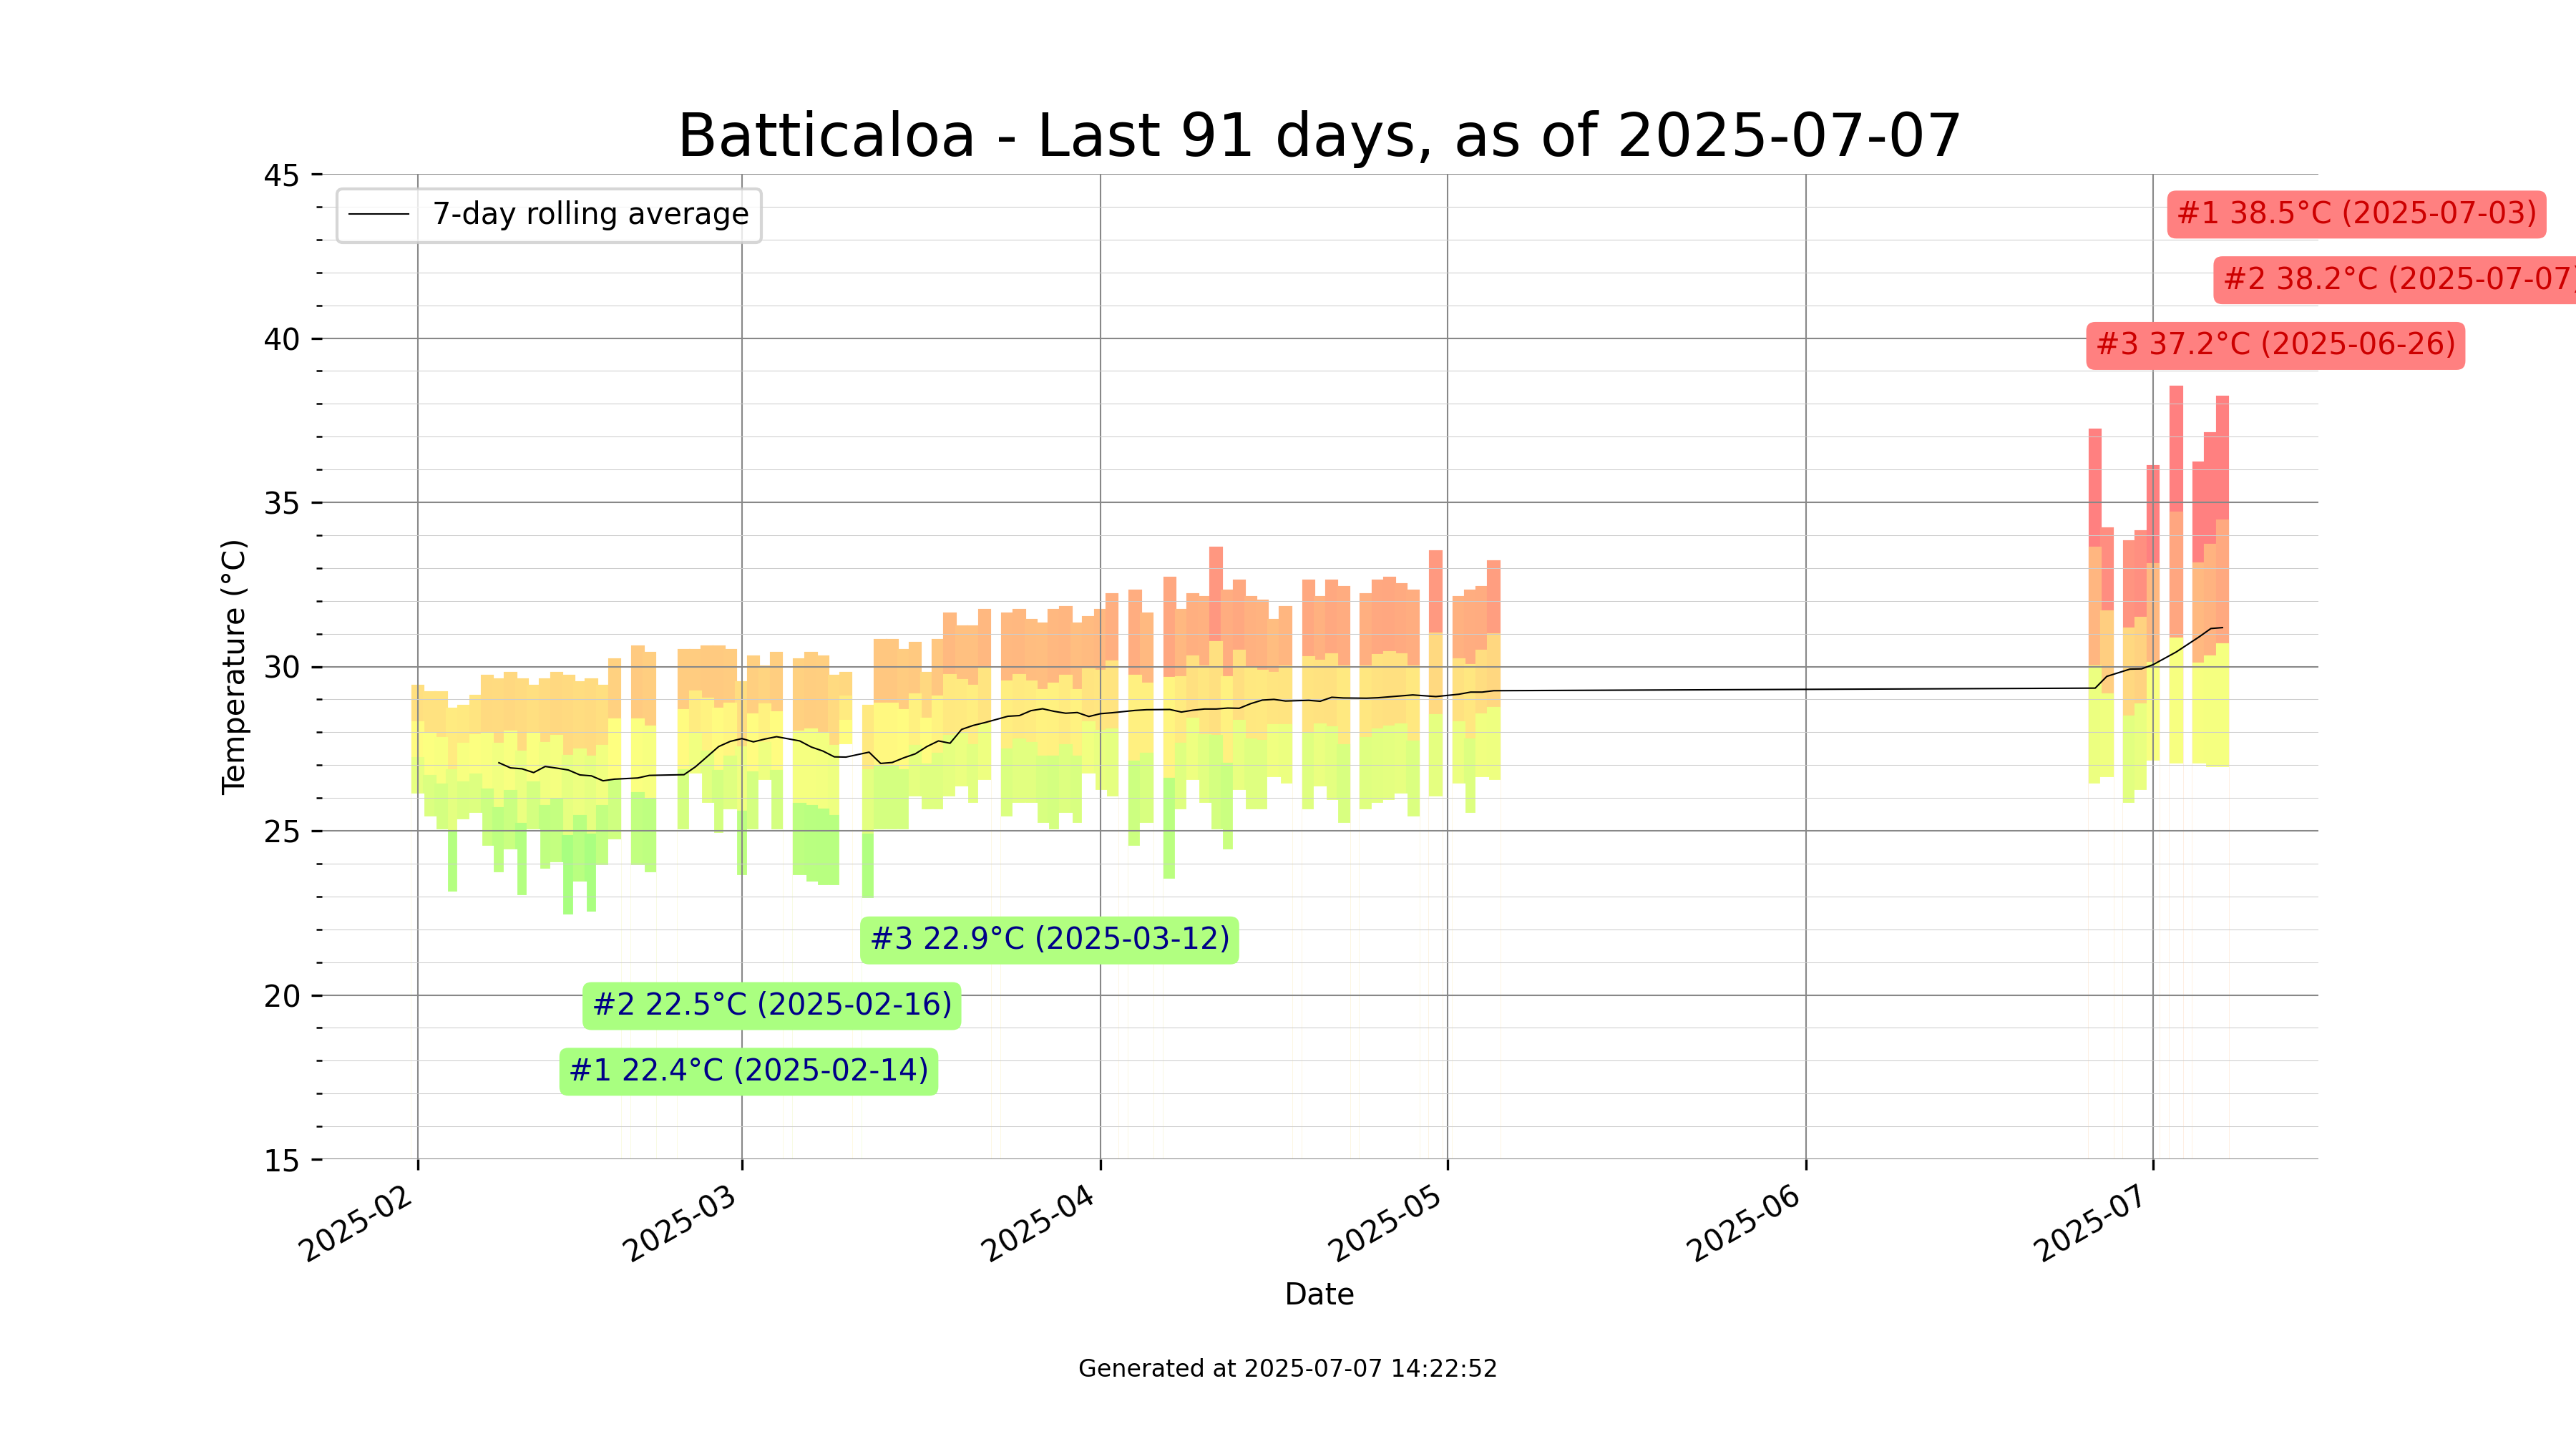 Batticaloa - Last 91 days, as of 2025-07-07
45
7-day rolling average
#1 38.5°C (2025-07-03)
#2 38.2°C (2025-07-07)
40
#3 37.2°C (2025-06-26)
35
Temperature (°C)
30
25
#3 22.9°C (2025-03-12)
20
#2 22.5°C (2025-02-16)
#1 22.4°C (2025-02-14)
15
2025-02
2025-03
2025-04
2025-05
2025-06
2025-07
Date
Generated at 2025-07-07 14:22:52